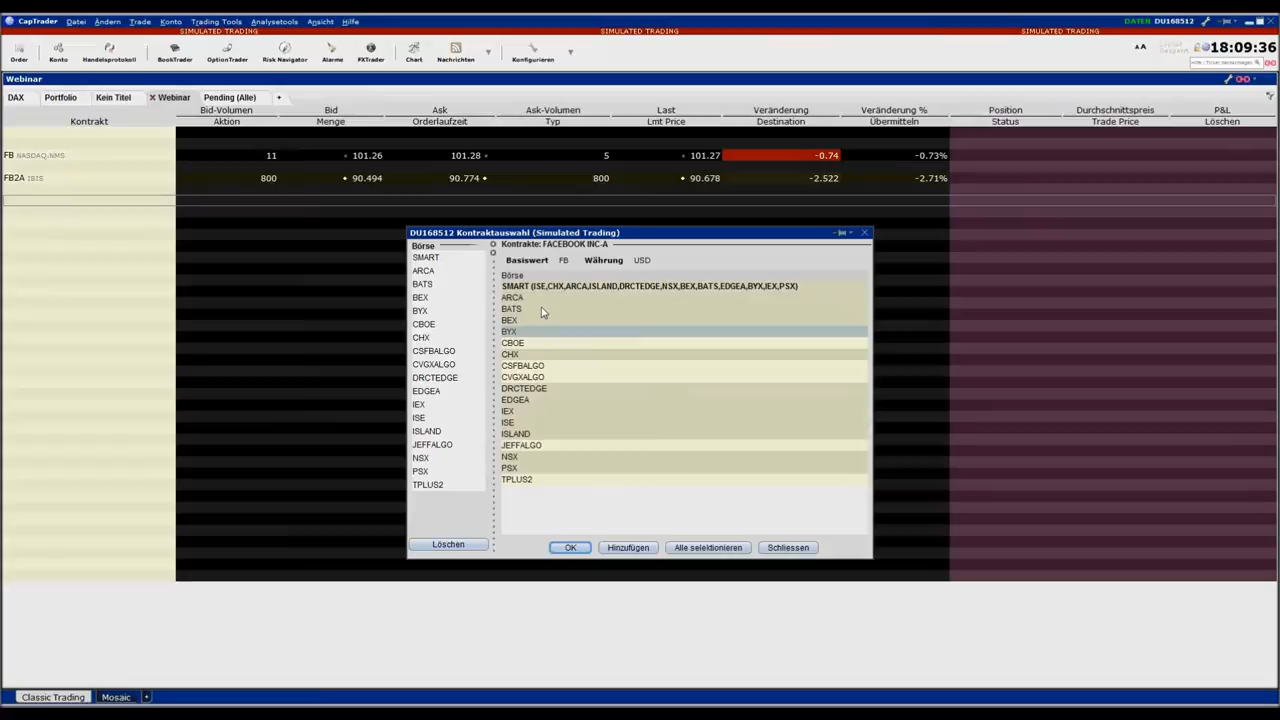 CapTrader Datei Ändern Trade Konto Trading Tools Analysetools Ansicht Hilfe DATEN DU168512
SIMULATED TRADING SIMULATED TRADING SIMULATED TRADING
Order Konto Handelsprotokoll BookTrader OptionTrader Risk Navigator Alarme FXTrader Chart Nachrichten Konfigurieren AA 18:09:36
Webinar
DAX Portfolio Kein Titel X Webinar Pending (Alle) +
Bid-Volumen Bid Ask Ask-Volumen Last Veränderung Veränderung % Position Durchschnittspreis P&L
Kontrakt Aktion Menge Orderlaufzeit Typ Lmt Price Destination Übermitteln Status Trade Price Löschen
FB NASDAQ.NMS 11 101.26 101.28 5 101.27 -0.74 -0.73%
FB2A IBIS 800 90.494 90.774 800 90.678 -2.522 -2.71%
DU168512 Kontraktauswahl (Simulated Trading)
Börse
SMART
ARCA
BATS
BEX
BYX
CBOE
CHX
CSFBALGO
CVGXALGO
DRCTEDGE
EDGEA
IEX
ISE
ISLAND
JEFFALGO
NSX
PSX
TPLUS2
Löschen
Kontrakte: FACEBOOK INC-A
Basiswert FB Währung USD
Börse
SMART (ISE,CHX,ARCA,ISLAND,DRCTEDGE,NSX,BEX,BATS,EDGEA,BYX,IEX,PSX)
ARCA
BATS
BEX
BYX
CBOE
CHX
CSFBALGO
CVGXALGO
DRCTEDGE
EDGEA
IEX
ISE
ISLAND
JEFFALGO
NSX
PSX
TPLUS2
OK Hinzufügen Alle selektionieren Schliessen
Classic Trading Mosaic +